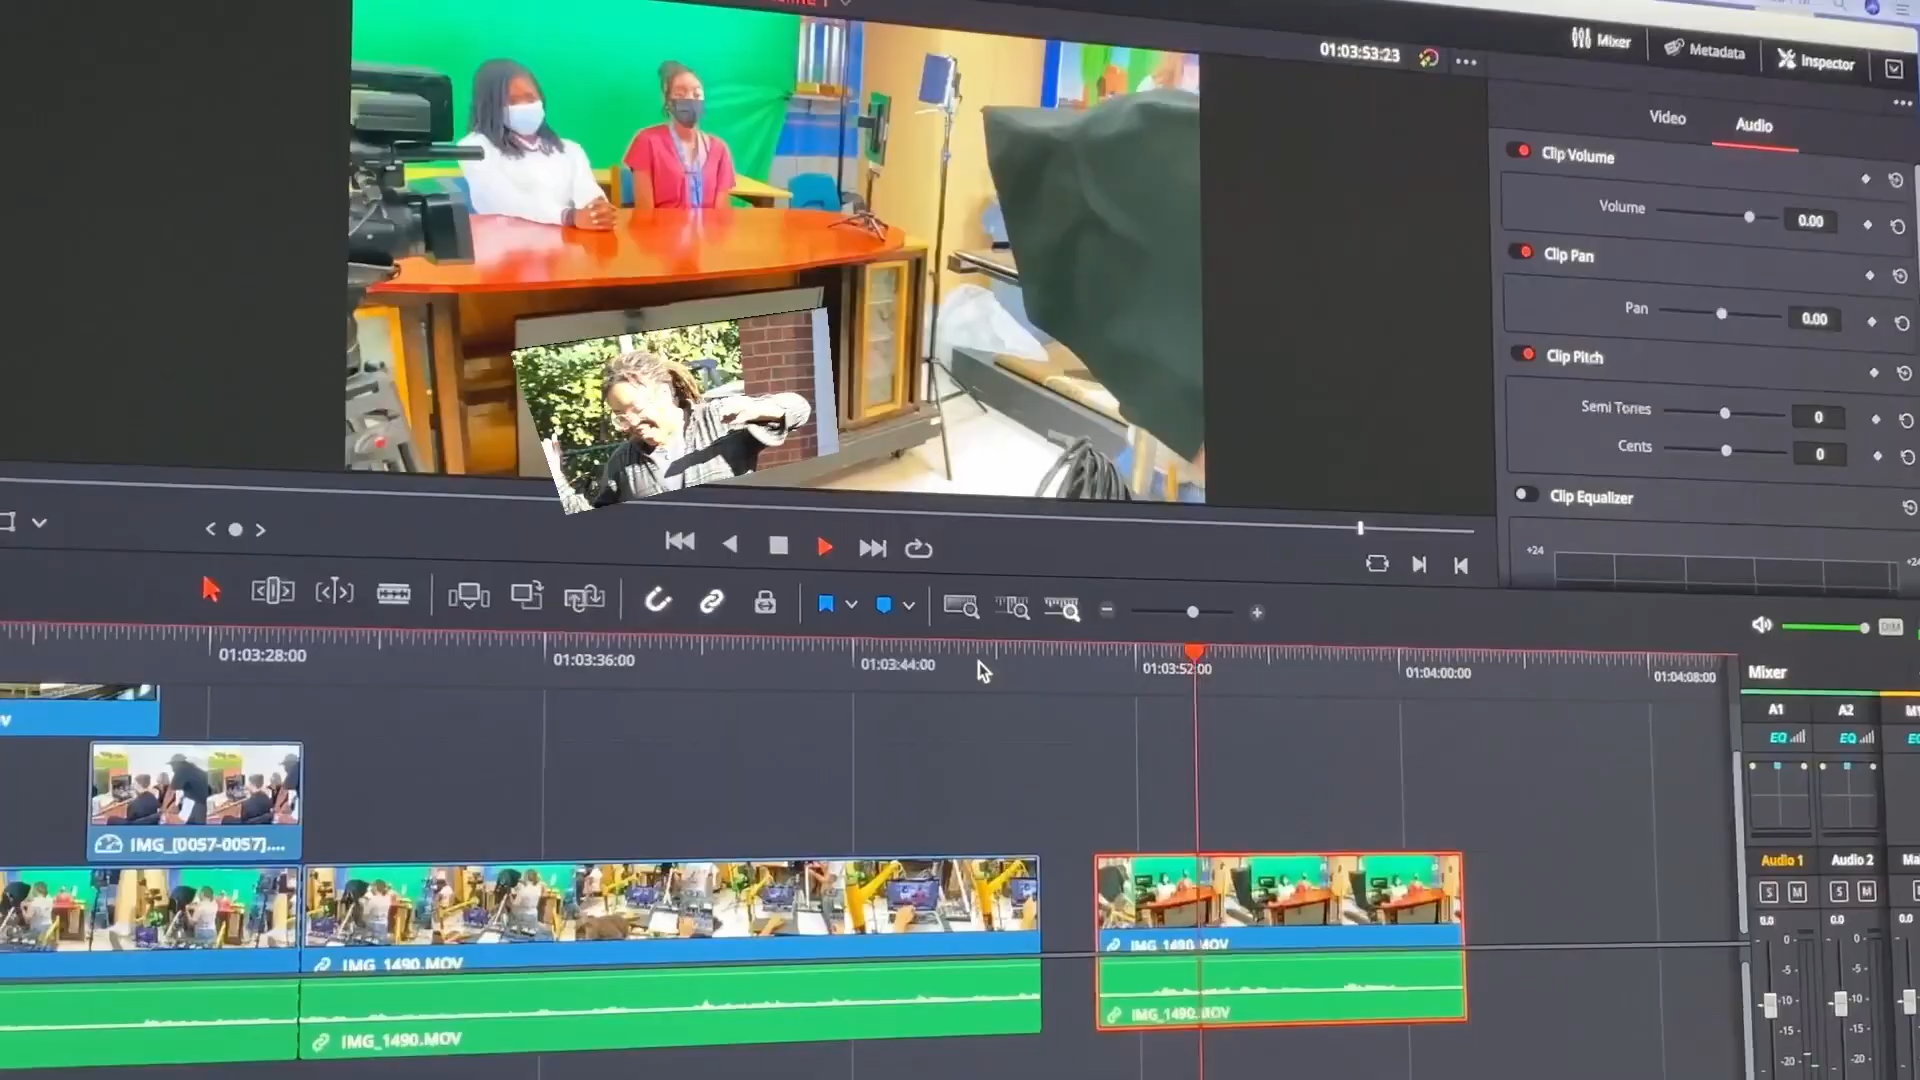 01:03:53:23
Mixer
Metadata
Inspector
Video
Audio
Clip Volume
Volume
0.00
Clip Pan
Pan
0.00
Clip Pitch
Semi Tones
0
Cents
0
Clip Equalizer
+24
DIM
01:03:28:00
01:03:36:00
01:03:44:00
01:03:52:00
01:04:00:00
01:04:08:00
Mixer
A1
A2
EQ
EQ
IMG_[0057-0057]....
Audio 1
Audio 2
S M
S M
0.0
0.0
0.0
IMG_1490.MOV
IMG_1490.MOV
IMG_1490.MOV
IMG_1490.MOV
0
0
-5
-5
-10
-10
-15
-15
-20
-20